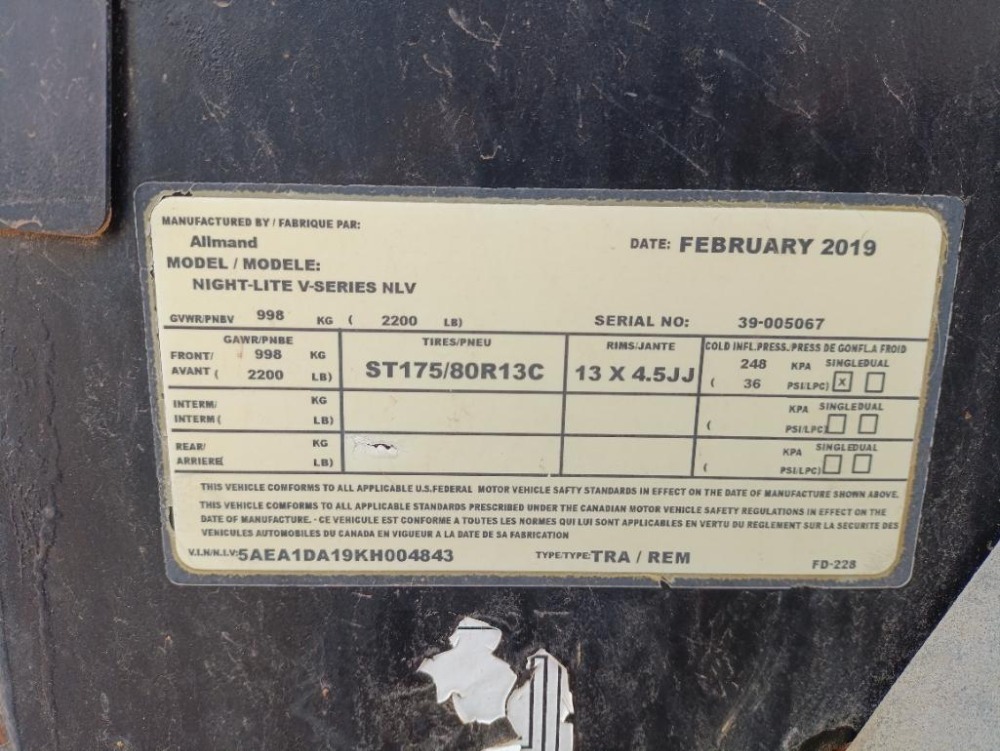 MANUFACTURED BY / FABRIQUE PAR:
Allmand
DATE: FEBRUARY 2019
MODEL / MODELE:
NIGHT-LITE V-SERIES NLV
GVWR/PNBV 998 KG ( 2200 LB) SERIAL NO: 39-005067
GAWR/PNBE TIRES/PNEU RIMS/JANTE COLD INFL.PRESS./PRESS DE GONFL.A FROID
FRONT/ 998 KG 248 KPA SINGLE DUAL
AVANT ( 2200 LB) ST175/80R13C 13 X 4.5JJ ( 36 PSI/LPC) X
INTERM/ KG KPA SINGLE DUAL
INTERM ( LB) ( PSI/LPC)
REAR/ KG KPA SINGLE DUAL
ARRIERE LB) ( PSI/LPC)
THIS VEHICLE COMFORMS TO ALL APPLICABLE U.S.FEDERAL MOTOR VEHICLE SAFTY STANDARDS IN EFFECT ON THE DATE OF MANUFACTURE SHOWN ABOVE.
THIS VEHICLE COMFORMS TO ALL APPLICABLE STANDARDS PRESCRIBED UNDER THE CANADIAN MOTOR VEHICLE SAFETY REGULATIONS IN EFFECT ON THE
DATE OF MANUFACTURE. - CE VEHICULE EST CONFORME A TOUTES LES NORMES QUI LUI SONT APPLICABLES EN VERTU DU REGLEMENT SUR LA SECURITE DES
VEHICULES AUTOMOBILES DU CANADA EN VIGUEUR A LA DATE DE SA FABRICATION
V.I.N/N.I.V: 5AEA1DA19KH004843 TYPE/TYPE: TRA / REM FD-228